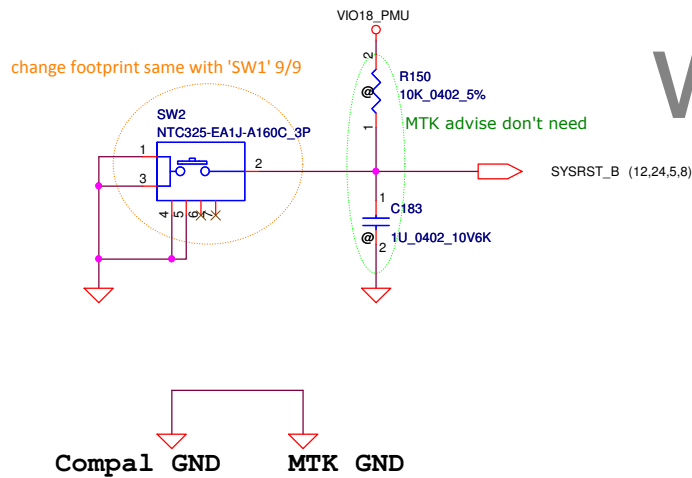 VIO18_PMU
change footprint same with 'SW1' 9/9
2
R150
@
10K_0402_5%
SW2
NTC325-EA1J-A160C_3P
1
MTK advise don't need
1
2
3
SYSRST_B (12,24,5,8)
4
5
6
7
1
C183
@
1U_0402_10V6K
2
Compal GND
MTK GND